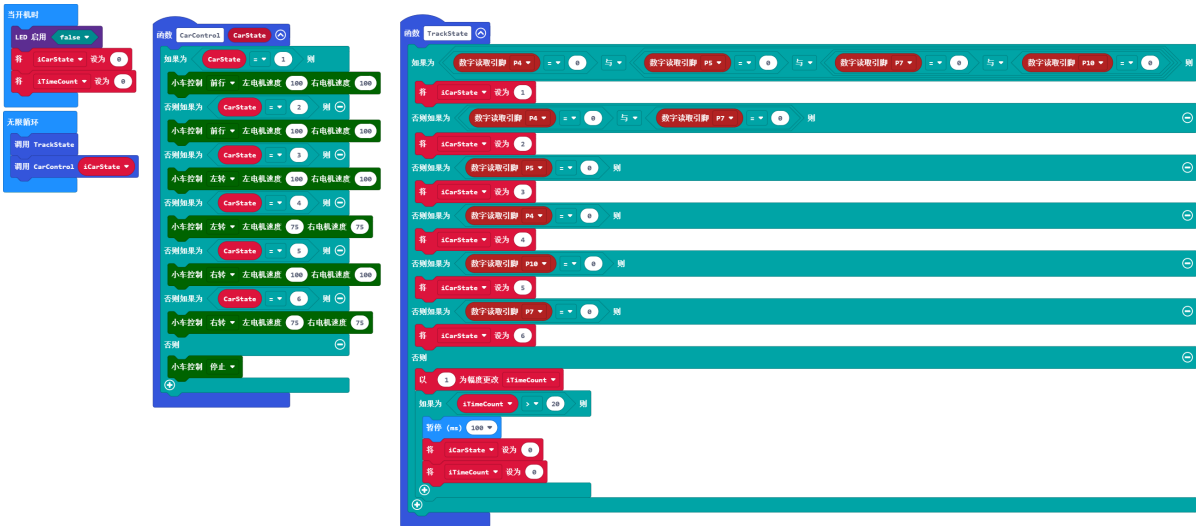 当开机时
LED 启用 false
将 iCarState 设为 0
将 iTimeCount 设为 0
无限循环
调用 TrackState
调用 CarControl iCarState
函数 CarControl CarState
如果为 CarState = 1 则
小车控制 前行 左电机速度 100 右电机速度 100
否则如果为 CarState = 2 则
小车控制 前行 左电机速度 100 右电机速度 100
否则如果为 CarState = 3 则
小车控制 左转 左电机速度 100 右电机速度 100
否则如果为 CarState = 4 则
小车控制 左转 左电机速度 75 右电机速度 75
否则如果为 CarState = 5 则
小车控制 右转 左电机速度 100 右电机速度 100
否则如果为 CarState = 6 则
小车控制 右转 左电机速度 75 右电机速度 75
否则
小车控制 停止
函数 TrackState
如果为 数字读取引脚 P4 = 0 与 数字读取引脚 P5 = 0 与 数字读取引脚 P7 = 0 与 数字读取引脚 P10 = 0 则
将 iCarState 设为 1
否则如果为 数字读取引脚 P4 = 0 与 数字读取引脚 P7 = 0 则
将 iCarState 设为 2
否则如果为 数字读取引脚 P5 = 0 则
将 iCarState 设为 3
否则如果为 数字读取引脚 P4 = 0 则
将 iCarState 设为 4
否则如果为 数字读取引脚 P10 = 0 则
将 iCarState 设为 5
否则如果为 数字读取引脚 P7 = 0 则
将 iCarState 设为 6
否则
以 1 为幅度更改 iTimeCount
如果为 iTimeCount > 20 则
暂停 (ms) 100
将 iCarState 设为 0
将 iTimeCount 设为 0